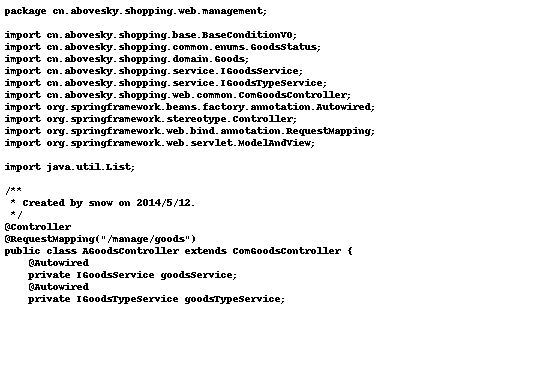 package cn.abovesky.shopping.web.management;

import cn.abovesky.shopping.base.BaseConditionVO;
import cn.abovesky.shopping.common.enums.GoodsStatus;
import cn.abovesky.shopping.domain.Goods;
import cn.abovesky.shopping.service.IGoodsService;
import cn.abovesky.shopping.service.IGoodsTypeService;
import cn.abovesky.shopping.web.common.ComGoodsController;
import org.springframework.beans.factory.annotation.Autowired;
import org.springframework.stereotype.Controller;
import org.springframework.web.bind.annotation.RequestMapping;
import org.springframework.web.servlet.ModelAndView;

import java.util.List;

/**
 * Created by snow on 2014/5/12.
 */
@Controller
@RequestMapping("/manage/goods")
public class AGoodsController extends ComGoodsController {
    @Autowired
    private IGoodsService goodsService;
    @Autowired
    private IGoodsTypeService goodsTypeService;